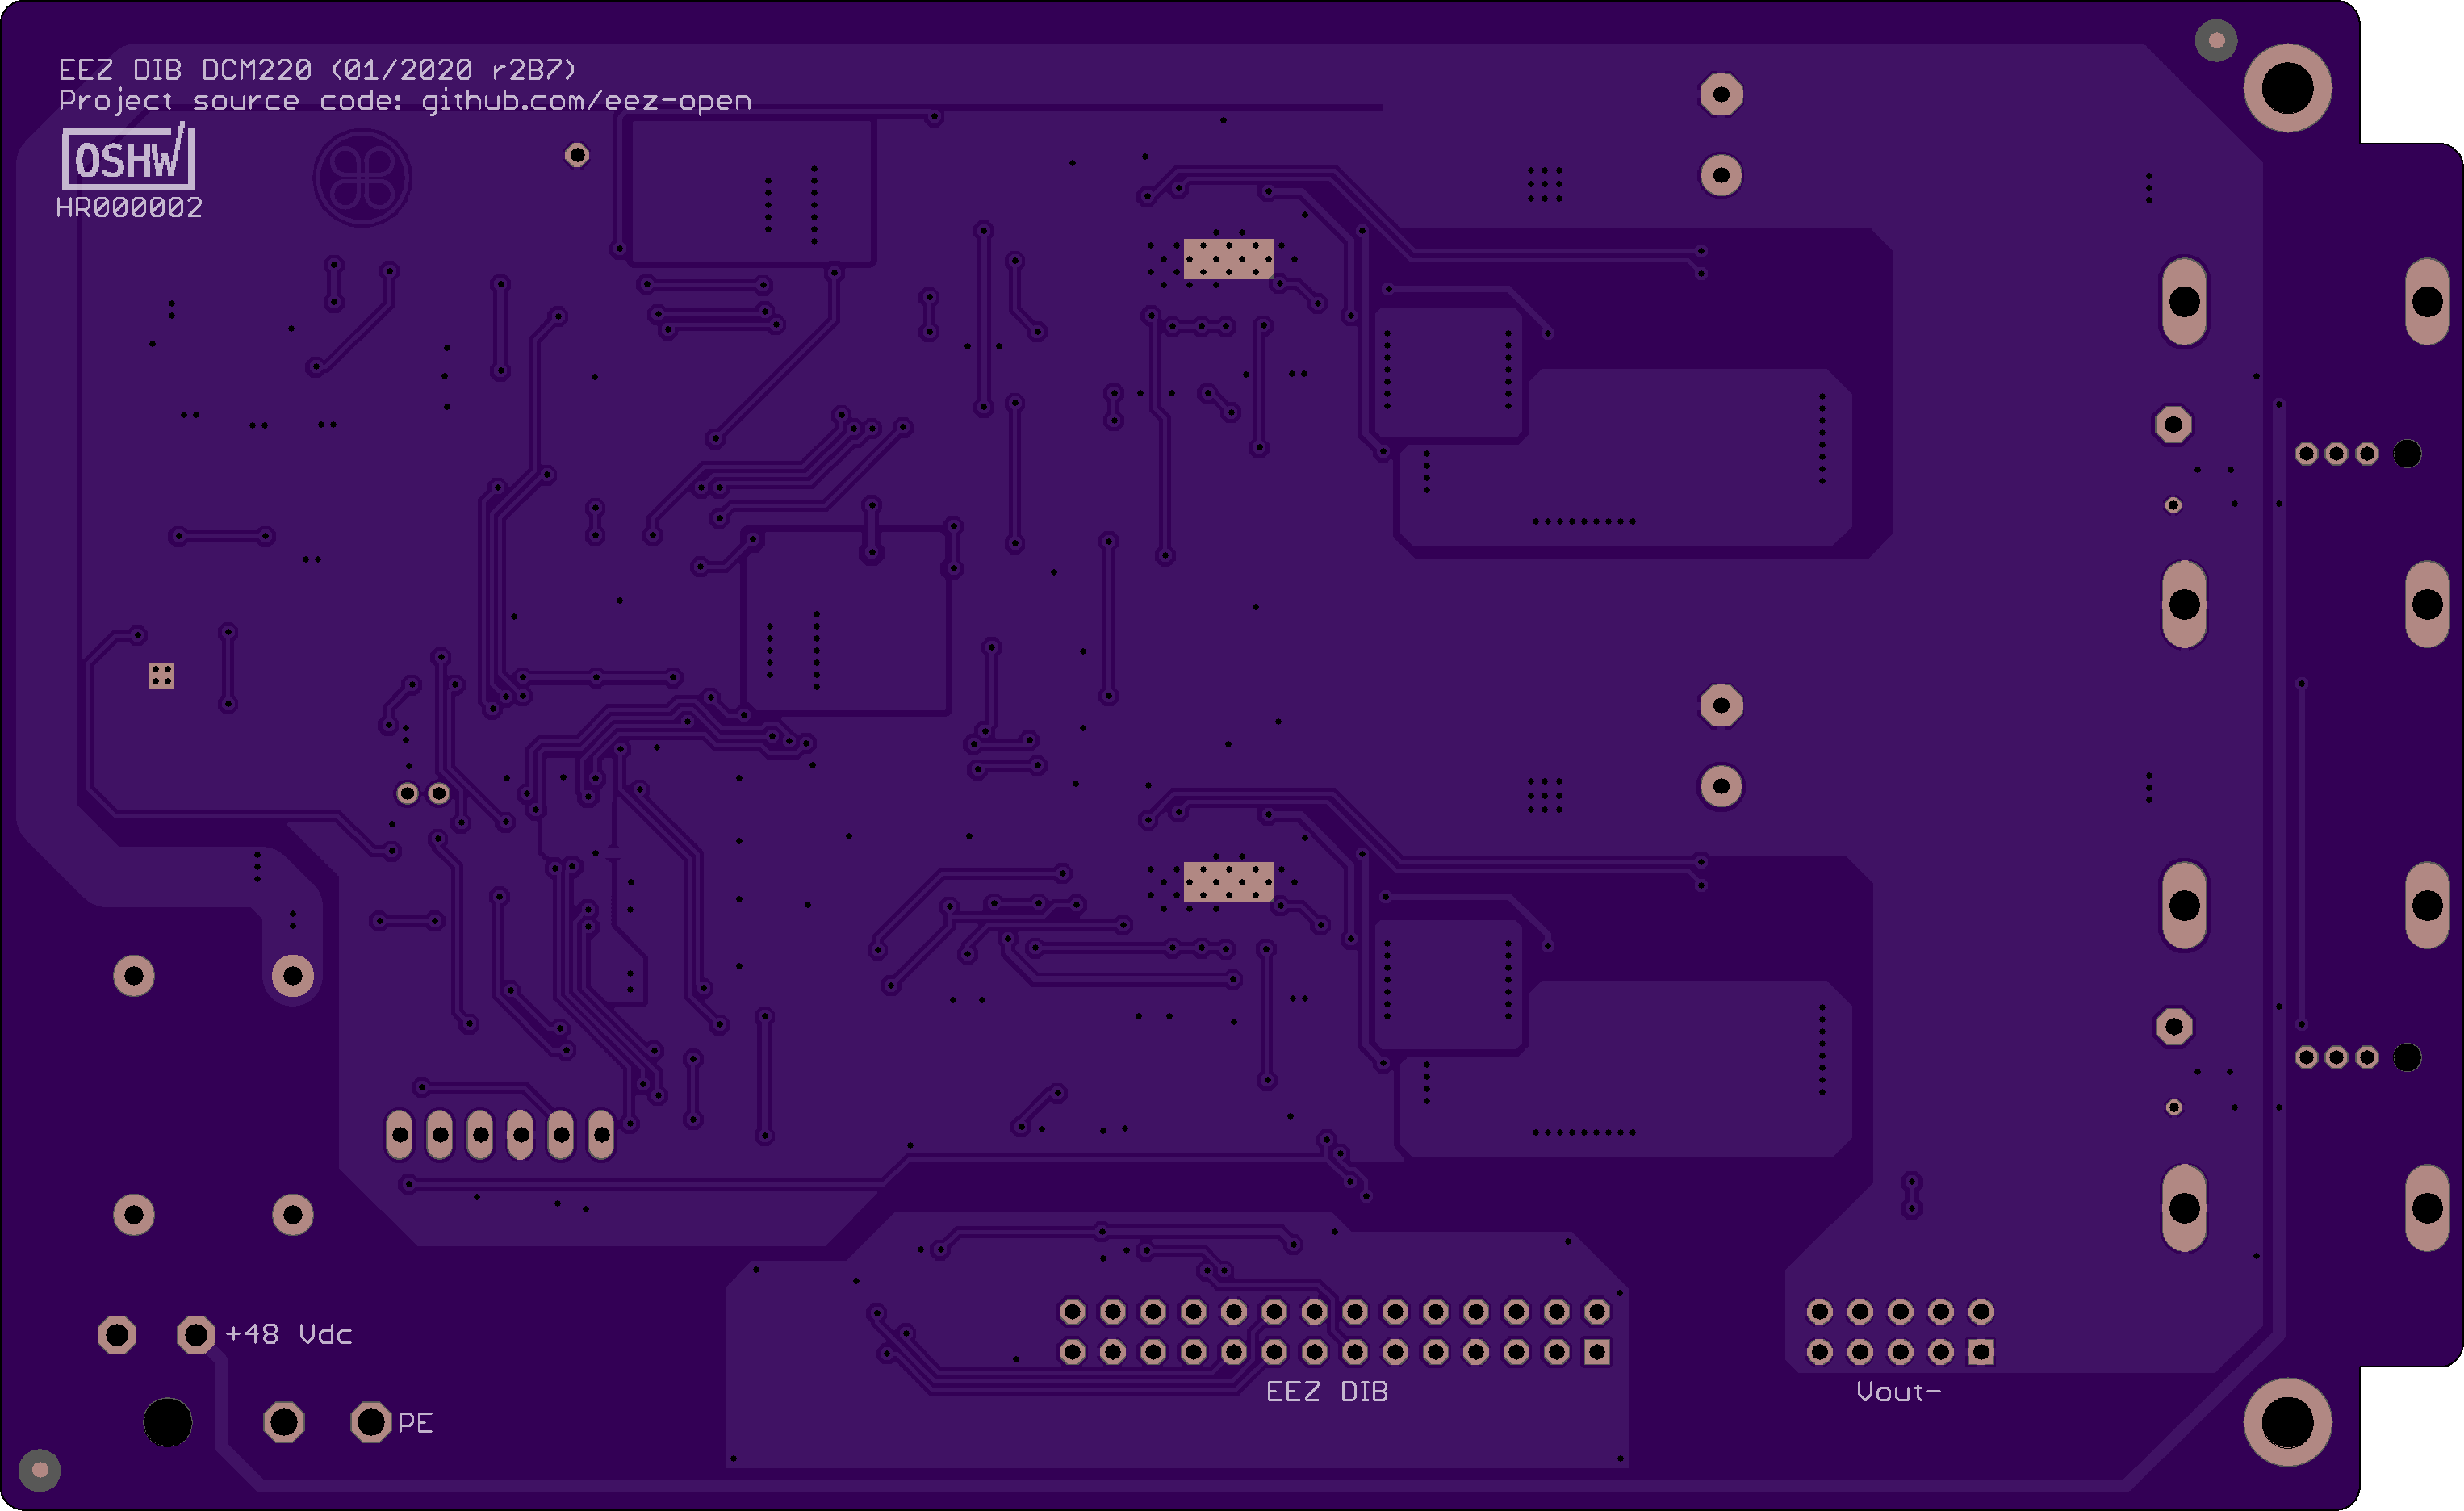 EEZ DIB DCM220 (01/2020 r2B7)
Project source code: github.com/eez-open
OSHW
HR000002
+48 Vdc
PE
EEZ DIB
Vout-